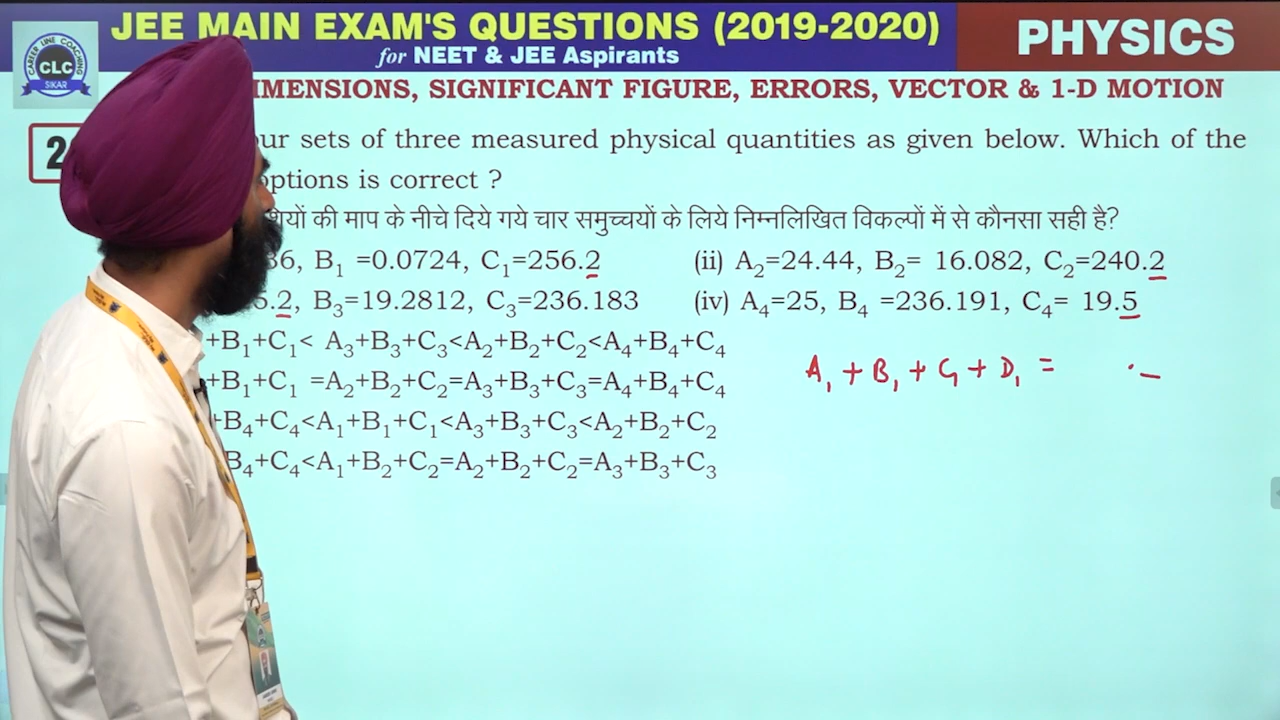 JEE MAIN EXAM'S QUESTIONS (2019-2020)
for NEET & JEE Aspirants
PHYSICS
CAREER LINE COACHING
CLC
SIKAR
IMENSIONS, SIGNIFICANT FIGURE, ERRORS, VECTOR & 1-D MOTION
2
our sets of three measured physical quantities as given below. Which of the
options is correct ?
की माप के नीचे दिये गये चार समुच्चयों के लिये निम्नलिखित विकल्पों में से कौनसा सही है?
36, B₁ =0.0724, C₁=256.2
(ii) A₂=24.44, B₂= 16.082, C₂=240.2
.2, B₃=19.2812, C₃=236.183
(iv) A₄=25, B₄ =236.191, C₄= 19.5
+B₁+C₁< A₃+B₃+C₃<A₂+B₂+C₂<A₄+B₄+C₄
+B₁+C₁ =A₂+B₂+C₂=A₃+B₃+C₃=A₄+B₄+C₄
+B₄+C₄<A₁+B₁+C₁<A₃+B₃+C₃<A₂+B₂+C₂
B₄+C₄<A₁+B₂+C₂=A₂+B₂+C₂=A₃+B₃+C₃
A₁ + B₁ + C₁ + D₁ =